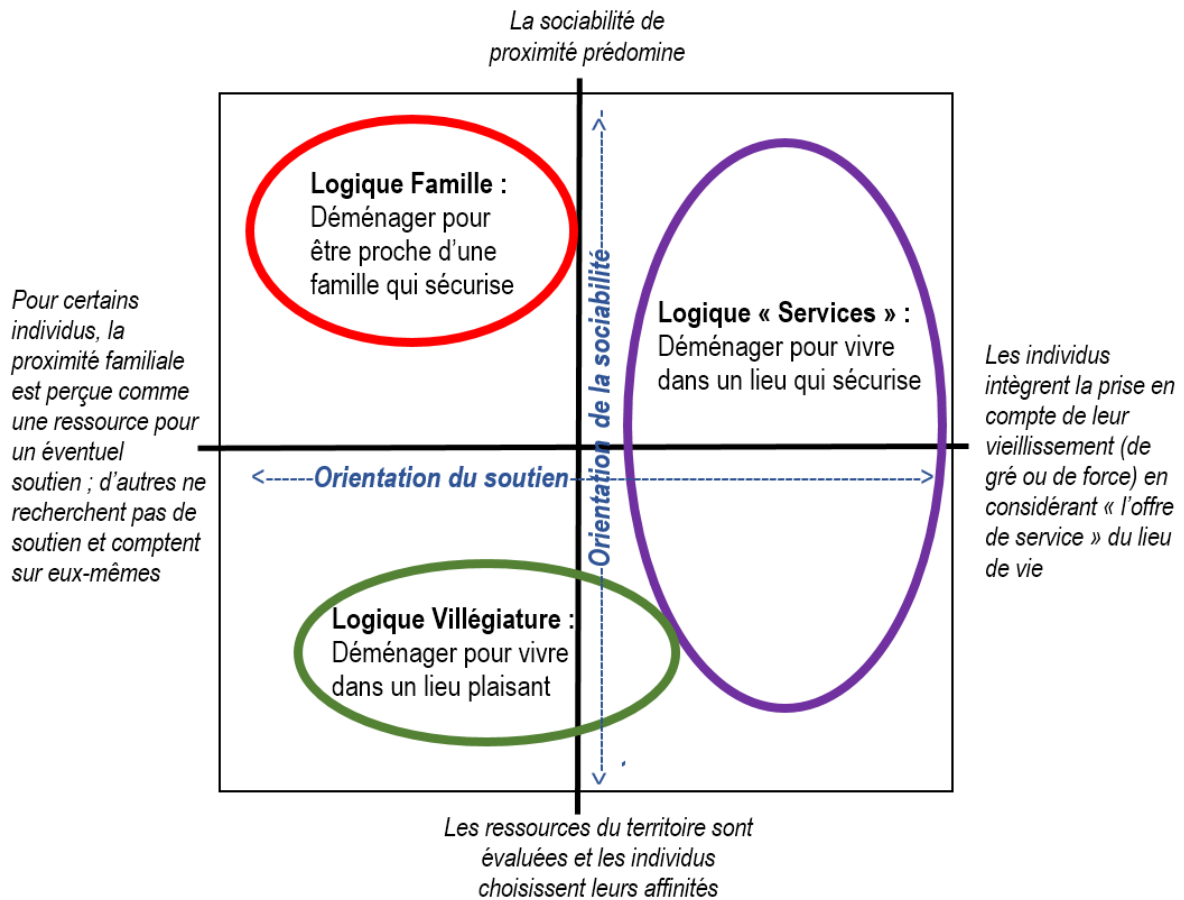 La sociabilité de
proximité prédomine
Logique Famille :
Déménager pour
être proche d'une
famille qui sécurise
Pour certains
individus, la
proximité familiale
est perçue comme
une ressource pour
un éventuel
soutien ; d'autres ne
recherchent pas de
soutien et comptent
sur eux-mêmes
Orientation de la sociabilité
Logique « Services » :
Déménager pour vivre
dans un lieu qui sécurise
Les individus
intègrent la prise en
compte de leur
vieillissement (de
gré ou de force) en
considérant « l'offre
de service » du lieu
de vie
Orientation du soutien
Logique Villégiature :
Déménager pour vivre
dans un lieu plaisant
Les ressources du territoire sont
évaluées et les individus
choisissent leurs affinités